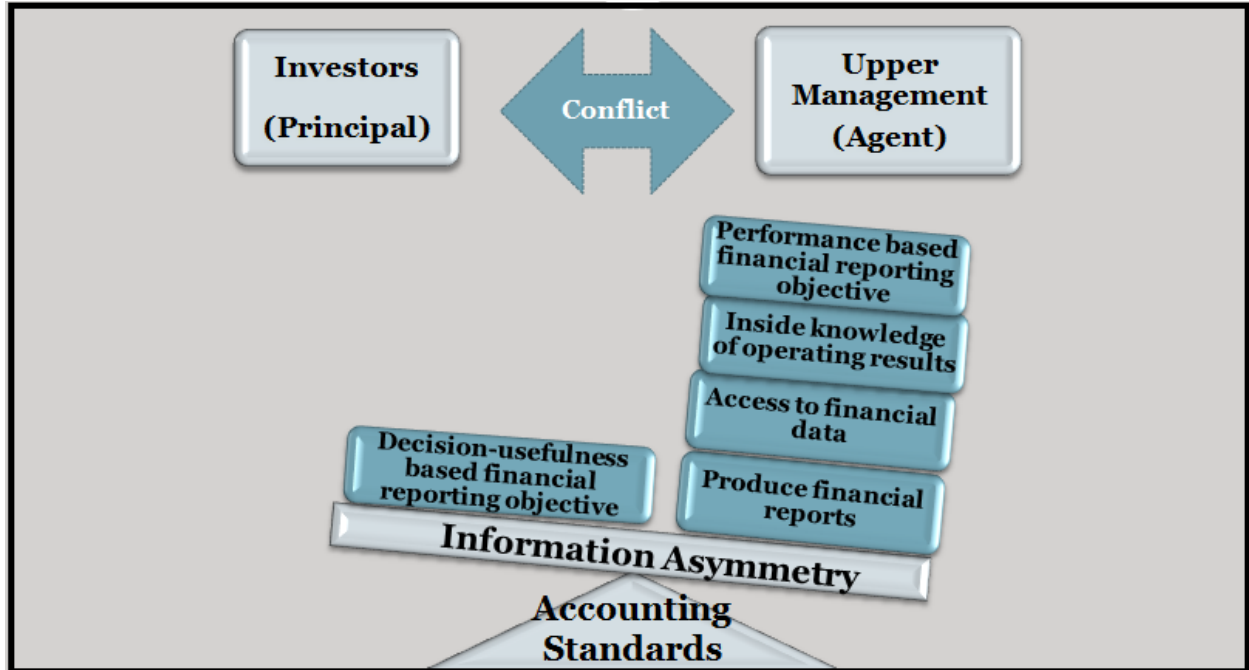 Investors
(Principal)
Conflict
Upper
Management
(Agent)
Performance based
financial reporting
objective
Inside knowledge
of operating results
Access to financial
data
Produce financial
reports
Decision-usefulness
based financial
reporting objective
Information Asymmetry
Accounting
Standards